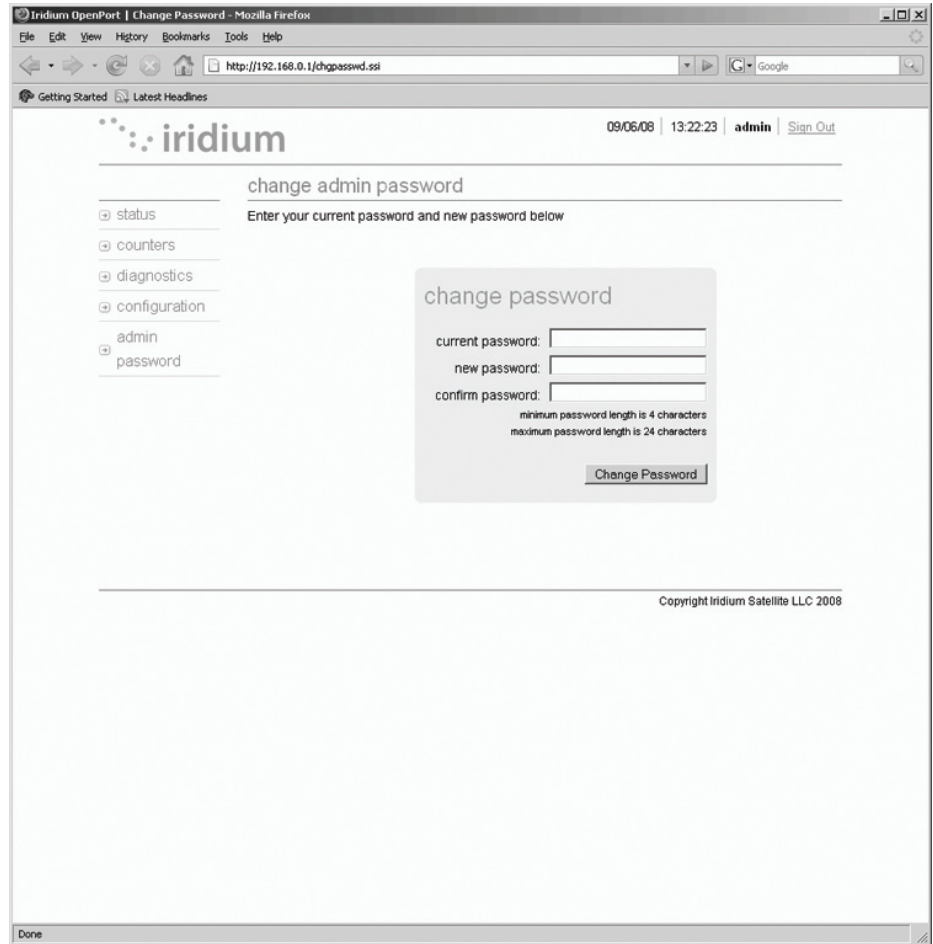 Iridium OpenPort | Change Password - Mozilla Firefox
File Edit View History Bookmarks Tools Help
http://192.168.0.1/chgpasswd.ssi
G Google
Getting Started Latest Headlines
iridium
09/06/08 13:22:23 admin Sign Out
change admin password
Enter your current password and new password below
status
counters
diagnostics
configuration
admin
password
change password
current password:
new password:
confirm password:
minimum password length is 4 characters
maximum password length is 24 characters
Change Password
Copyright Iridium Satellite LLC 2008
Done